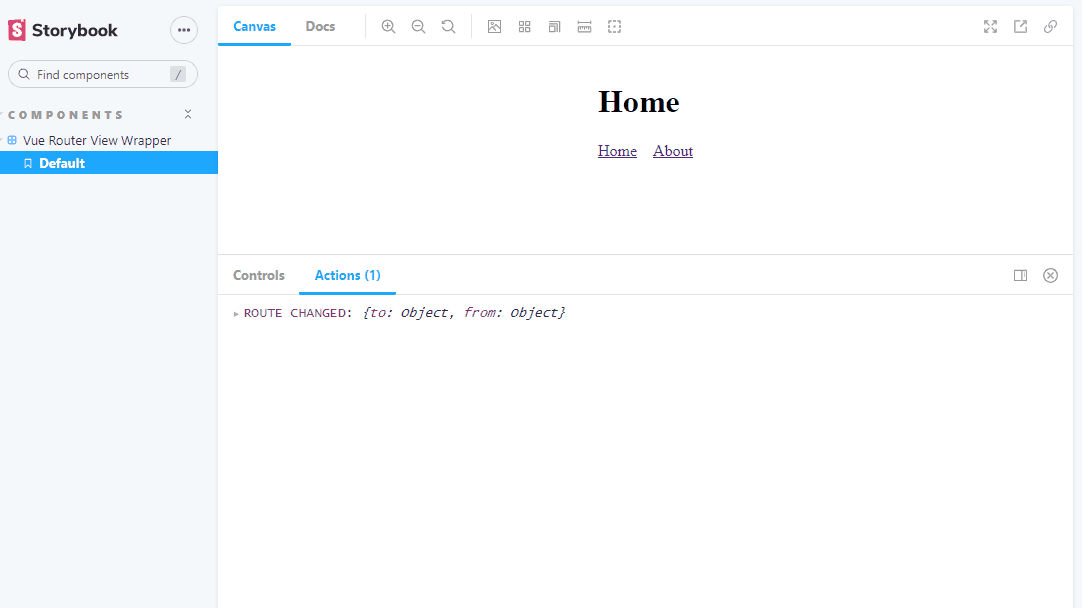 Storybook
Find components /
COMPONENTS
Vue Router View Wrapper
Default
Canvas Docs
Home
Home About
Controls Actions (1)
ROUTE CHANGED: {to: Object, from: Object}